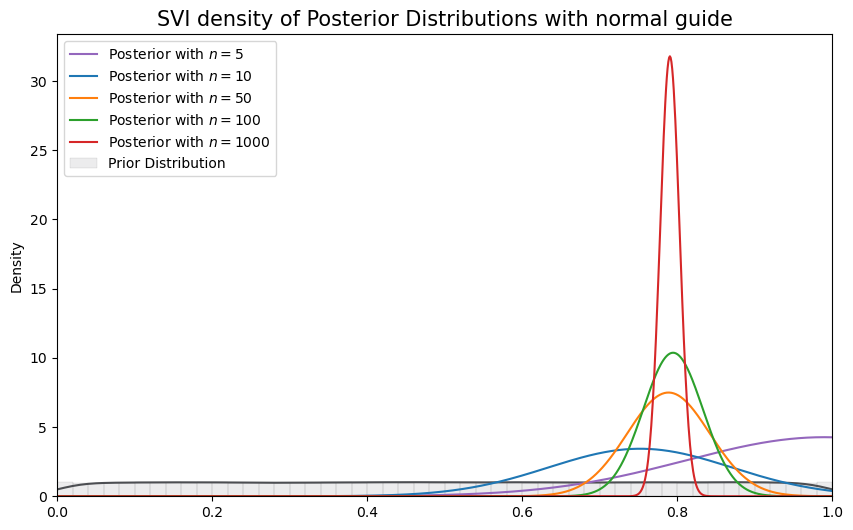 SVI density of Posterior Distributions with normal guide
Posterior with n = 5
Posterior with n = 10
Posterior with n = 50
Posterior with n = 100
Posterior with n = 1000
Prior Distribution
Density
30
25
20
15
10
5
0
0.0 0.2 0.4 0.6 0.8 1.0